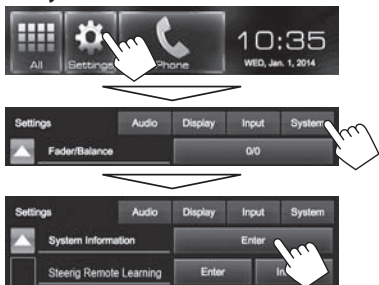 10:35
All Settings Phone WED, Jan. 1, 2014
Settings Audio Display Input System
Fader/Balance 0/0
Settings Audio Display Input System
System Information Enter
Steerig Remote Learning Enter